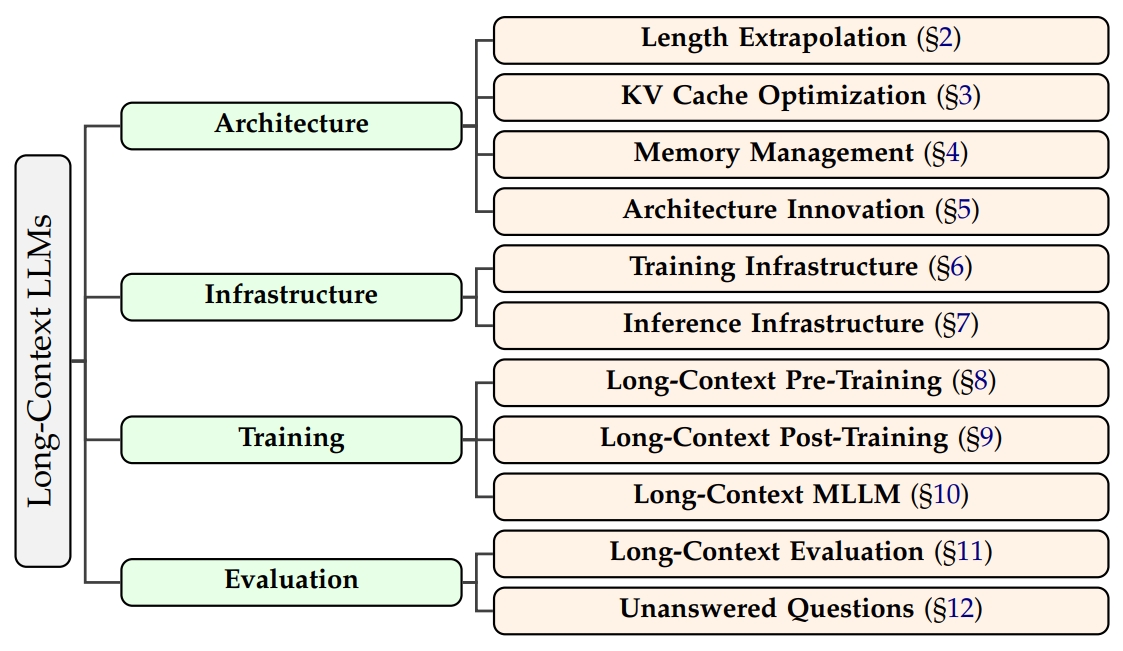 Long-Context LLMs
Architecture
Length Extrapolation (§2)
KV Cache Optimization (§3)
Memory Management (§4)
Architecture Innovation (§5)
Infrastructure
Training Infrastructure (§6)
Inference Infrastructure (§7)
Training
Long-Context Pre-Training (§8)
Long-Context Post-Training (§9)
Long-Context MLLM (§10)
Evaluation
Long-Context Evaluation (§11)
Unanswered Questions (§12)